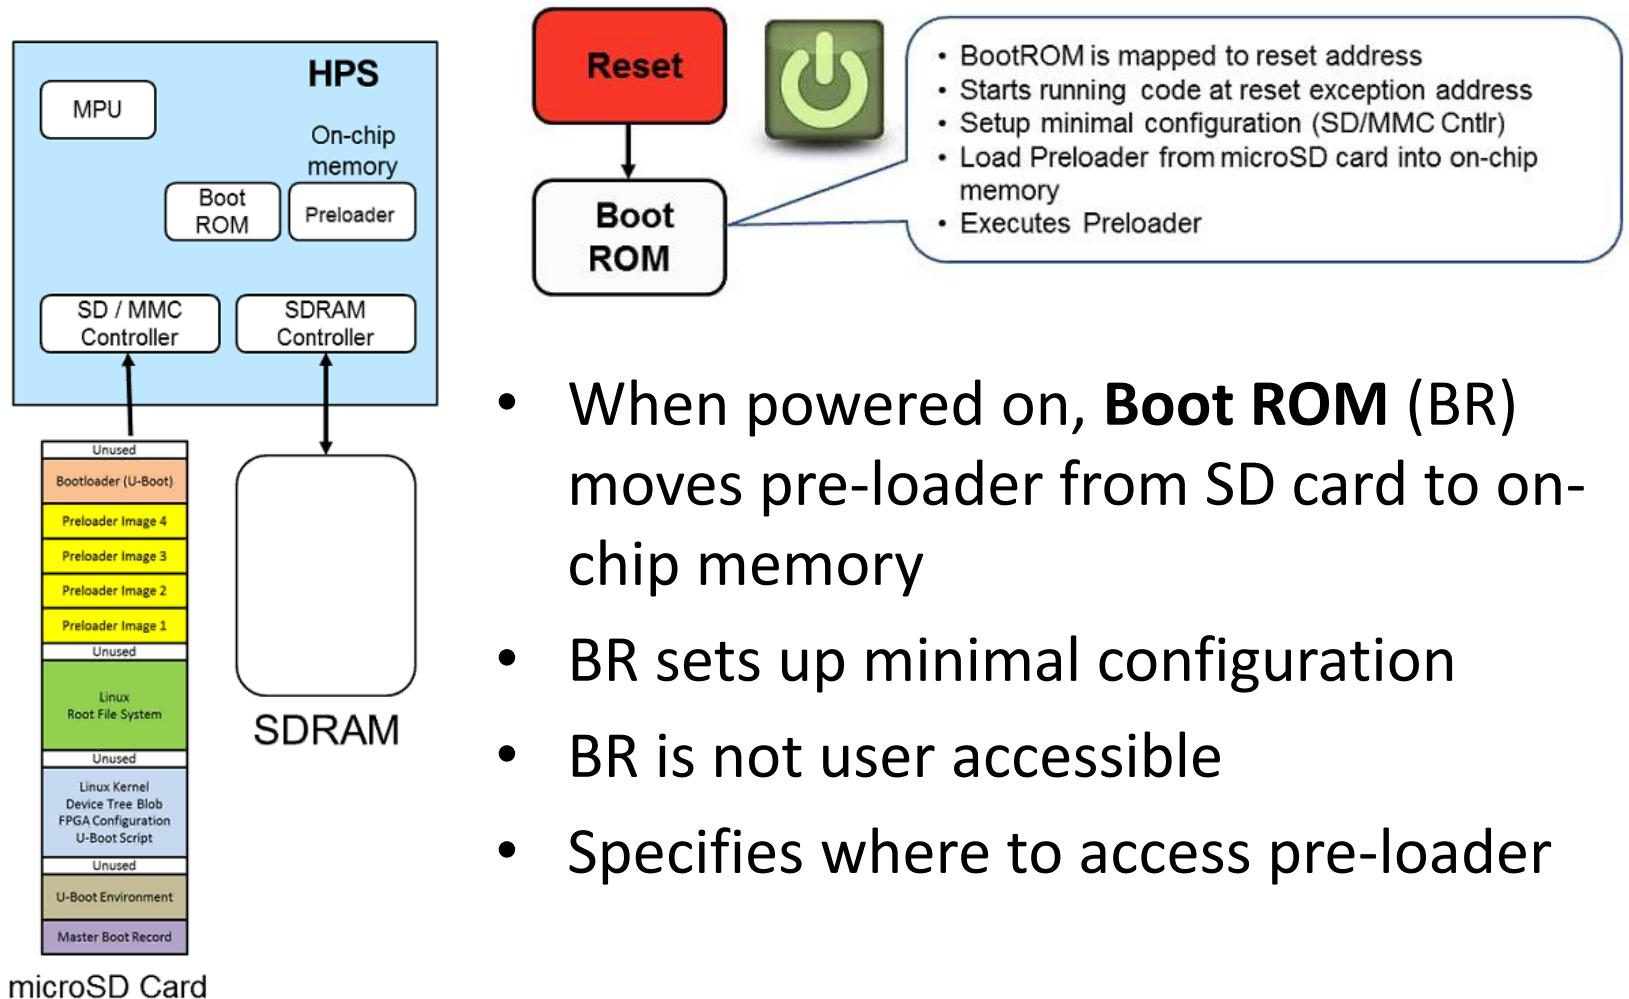 HPS
MPU
On-chip
memory
Boot
ROM
Preloader
SD / MMC
Controller
SDRAM
Controller
Unused
Bootloader (U-Boot)
Preloader Image 4
Preloader Image 3
Preloader Image 2
Preloader Image 1
Unused
Linux
Root File System
Unused
Linux Kernel
Device Tree Blob
FPGA Configuration
U-Boot Script
Unused
U-Boot Environment
Master Boot Record
microSD Card
SDRAM
Reset
Boot
ROM
• BootROM is mapped to reset address
• Starts running code at reset exception address
• Setup minimal configuration (SD/MMC Cntlr)
• Load Preloader from microSD card into on-chip
memory
• Executes Preloader
• When powered on, Boot ROM (BR)
moves pre-loader from SD card to on-
chip memory
• BR sets up minimal configuration
• BR is not user accessible
• Specifies where to access pre-loader